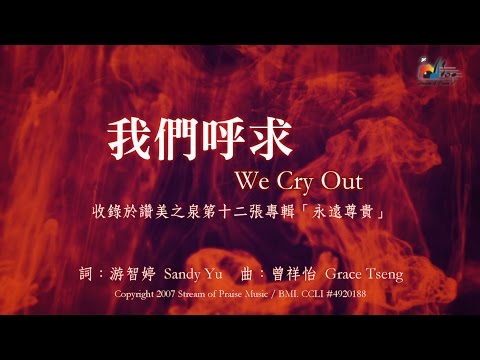 我們呼求
We Cry Out
收錄於讚美之泉第十二張專輯「永遠尊貴」
詞：游智婷 Sandy Yu 曲：曾祥怡 Grace Tseng
Copyright 2007 Stream of Praise Music / BMI. CCLI #4920188